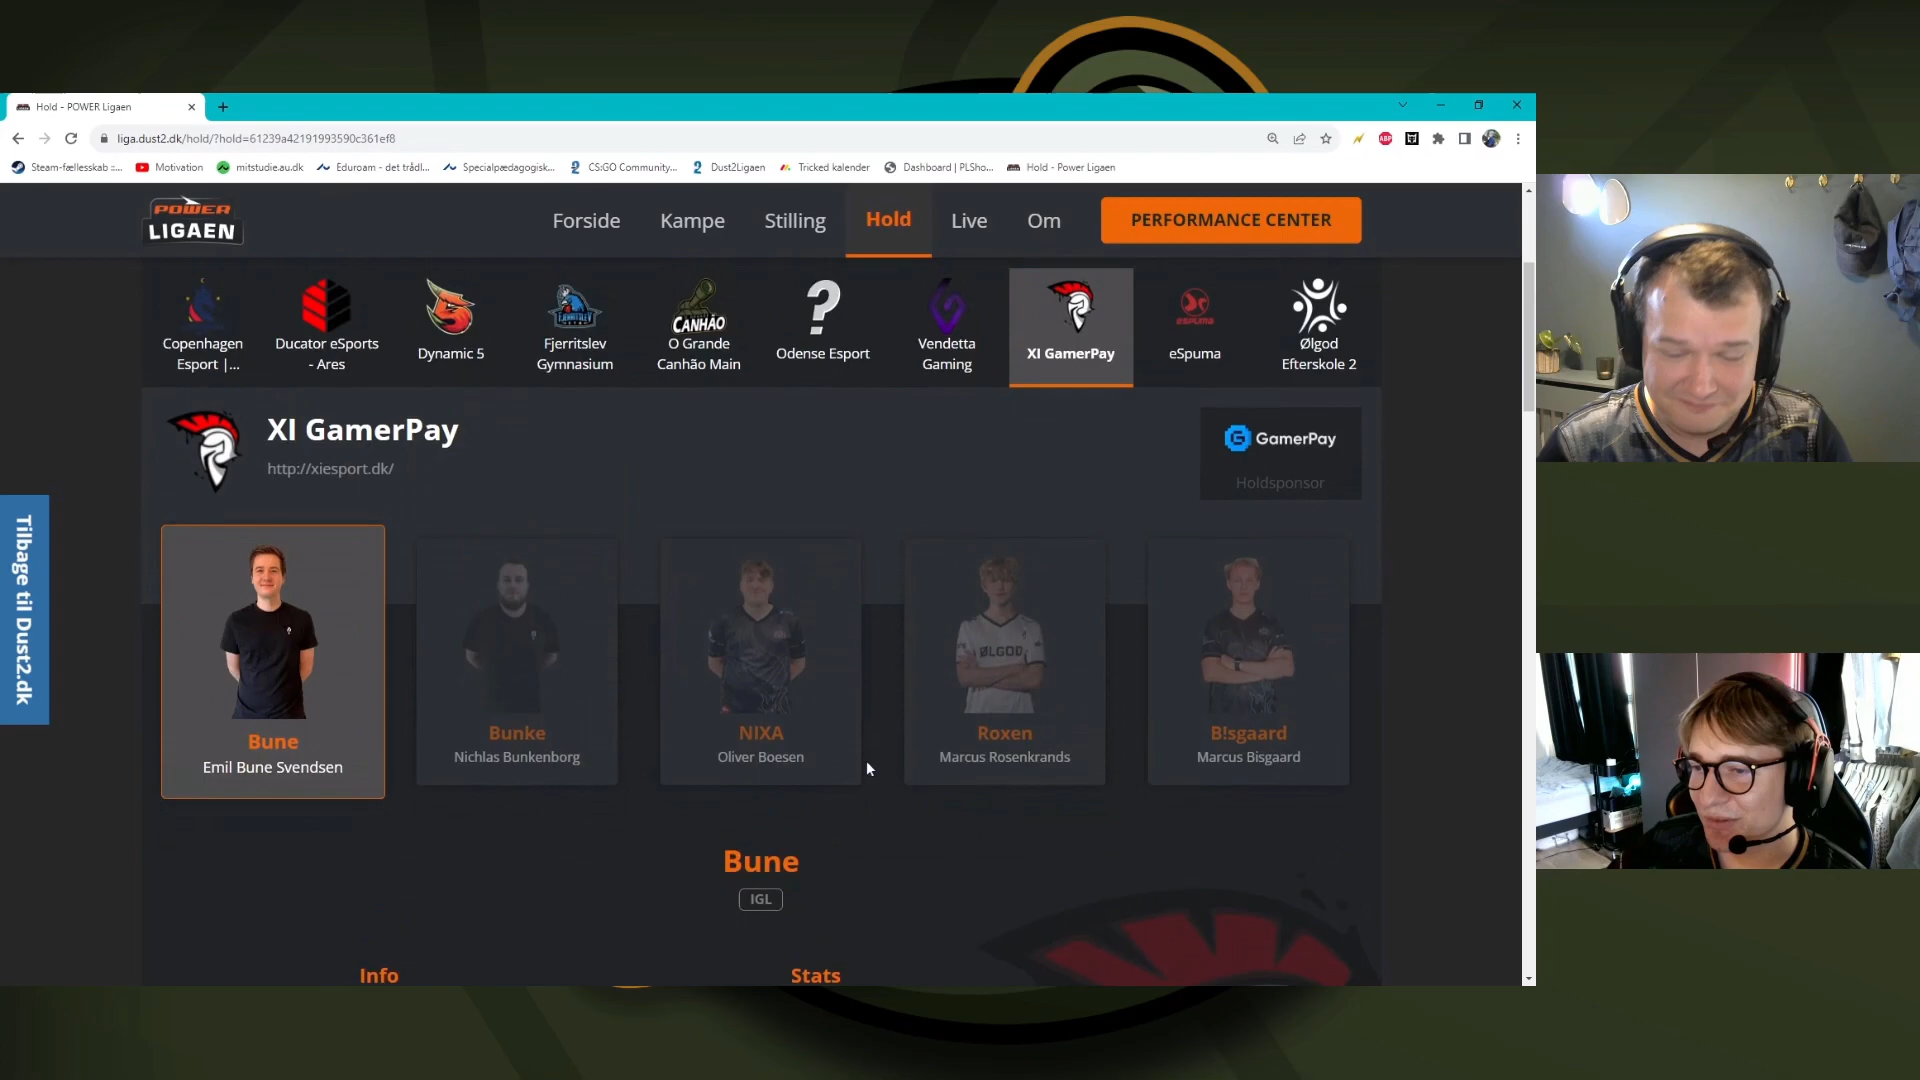 Hold - POWER Ligaen
liga.dust2.dk/hold/?hold=61239a42191993590c361ef8
Steam-fællesskab ::...
Motivation
mitstudie.au.dk
Eduroam - det trådl...
Specialpædagogisk...
CS:GO Community...
Dust2Ligaen
Tricked kalender
Dashboard | PLSho...
Hold - Power Ligaen
POWER
LIGAEN
Forside
Kampe
Stilling
Hold
Live
Om
PERFORMANCE CENTER
Copenhagen
Esport |...
Ducator eSports
- Ares
Dynamic 5
Fjerritslev
Gymnasium
CANHÃO
O Grande
Canhão Main
Odense Esport
Vendetta
Gaming
XI GamerPay
eSPUMA
eSpuma
Ølgod
Efterskole 2
XI GamerPay
http://xiesport.dk/
GamerPay
Holdsponsor
Tilbage til Dust2.dk
Bune
Emil Bune Svendsen
Bunke
Nichlas Bunkenborg
NIXA
Oliver Boesen
ØLGOD
Roxen
Marcus Rosenkrands
B!sgaard
Marcus Bisgaard
Bune
IGL
Info
Stats